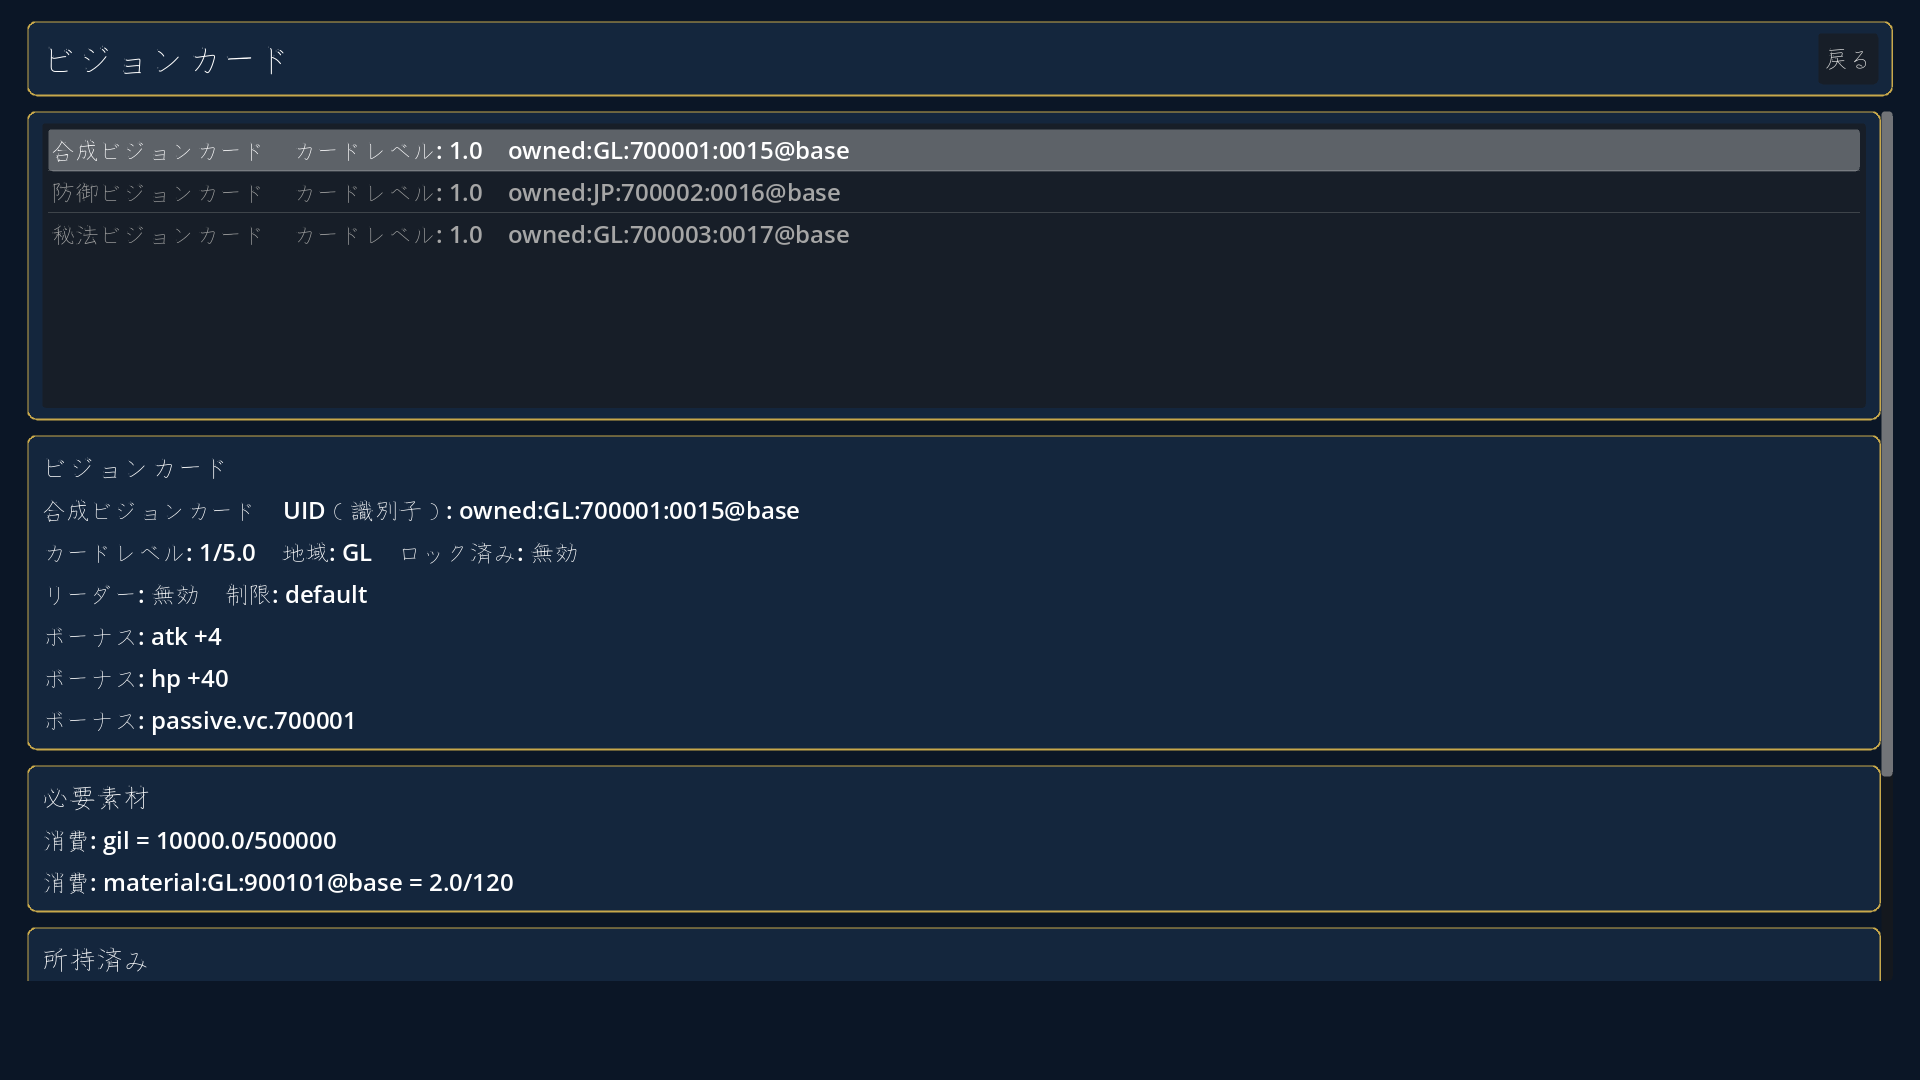 ビジョンカード
戻る
合成ビジョンカード カードレベル: 1.0 owned:GL:700001:0015@base
防御ビジョンカード カードレベル: 1.0 owned:JP:700002:0016@base
秘法ビジョンカード カードレベル: 1.0 owned:GL:700003:0017@base
ビジョンカード
合成ビジョンカード UID（識別子）: owned:GL:700001:0015@base
カードレベル: 1/5.0 地域: GL ロック済み: 無効
リーダー: 無効 制限: default
ボーナス: atk +4
ボーナス: hp +40
ボーナス: passive.vc.700001
必要素材
消費: gil = 10000.0/500000
消費: material:GL:900101@base = 2.0/120
所持済み